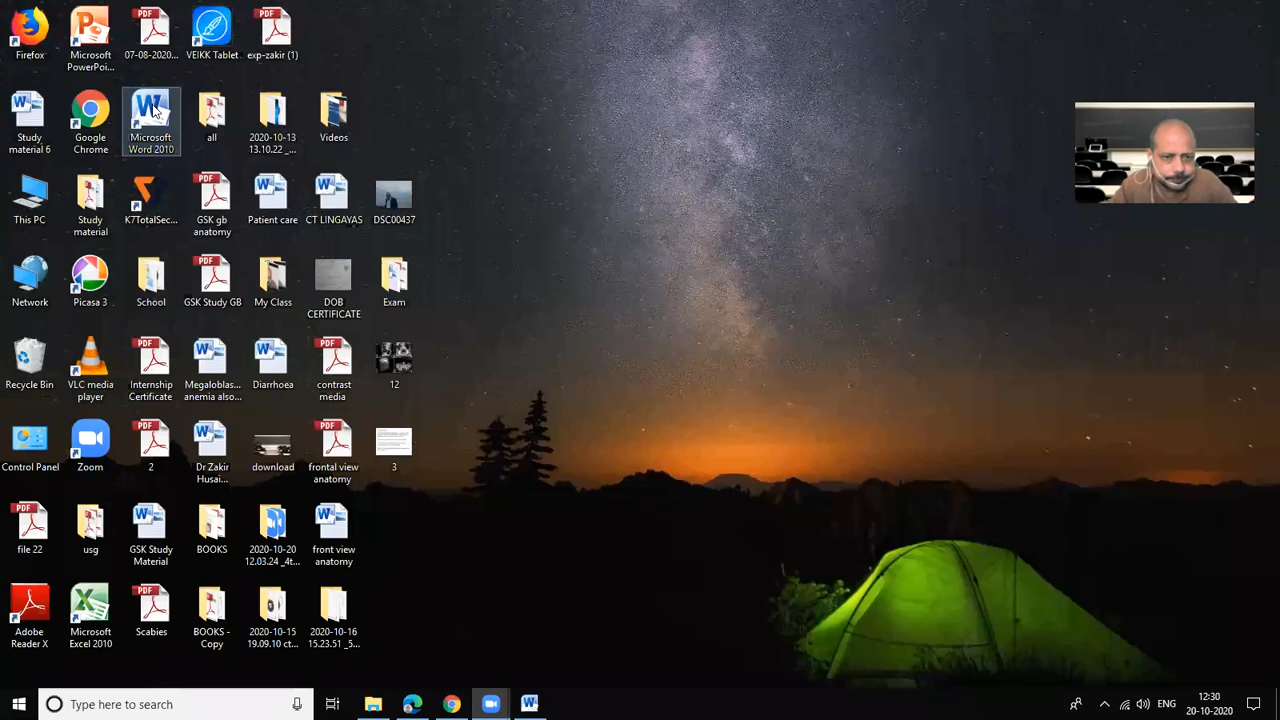 Firefox
Microsoft
PowerPoi...
07-08-2020...
VEIKK Tablet
exp-zakir (1)
Study
material 6
Google
Chrome
Microsoft
Word 2010
all
2020-10-13
13.10.22 _...
Videos
This PC
Study
material
K7TotalSec...
GSK gb
anatomy
Patient care
CT LINGAYAS
DSC00437
Network
Picasa 3
School
GSK Study GB
My Class
DOB
CERTIFICATE
Exam
Recycle Bin
VLC media
player
Internship
Certificate
Megaloblas...
anemia also...
Diarrhoea
contrast
media
12
Control Panel
Zoom
2
Dr Zakir
Husai...
download
frontal view
anatomy
3
file 22
usg
GSK Study
Material
BOOKS
2020-10-20
12.03.24 _4t...
front view
anatomy
Adobe
Reader X
Microsoft
Excel 2010
Scabies
BOOKS -
Copy
2020-10-15
19.09.10 ct...
2020-10-16
15.23.51 _5...
Type here to search
ENG
12:30
20-10-2020